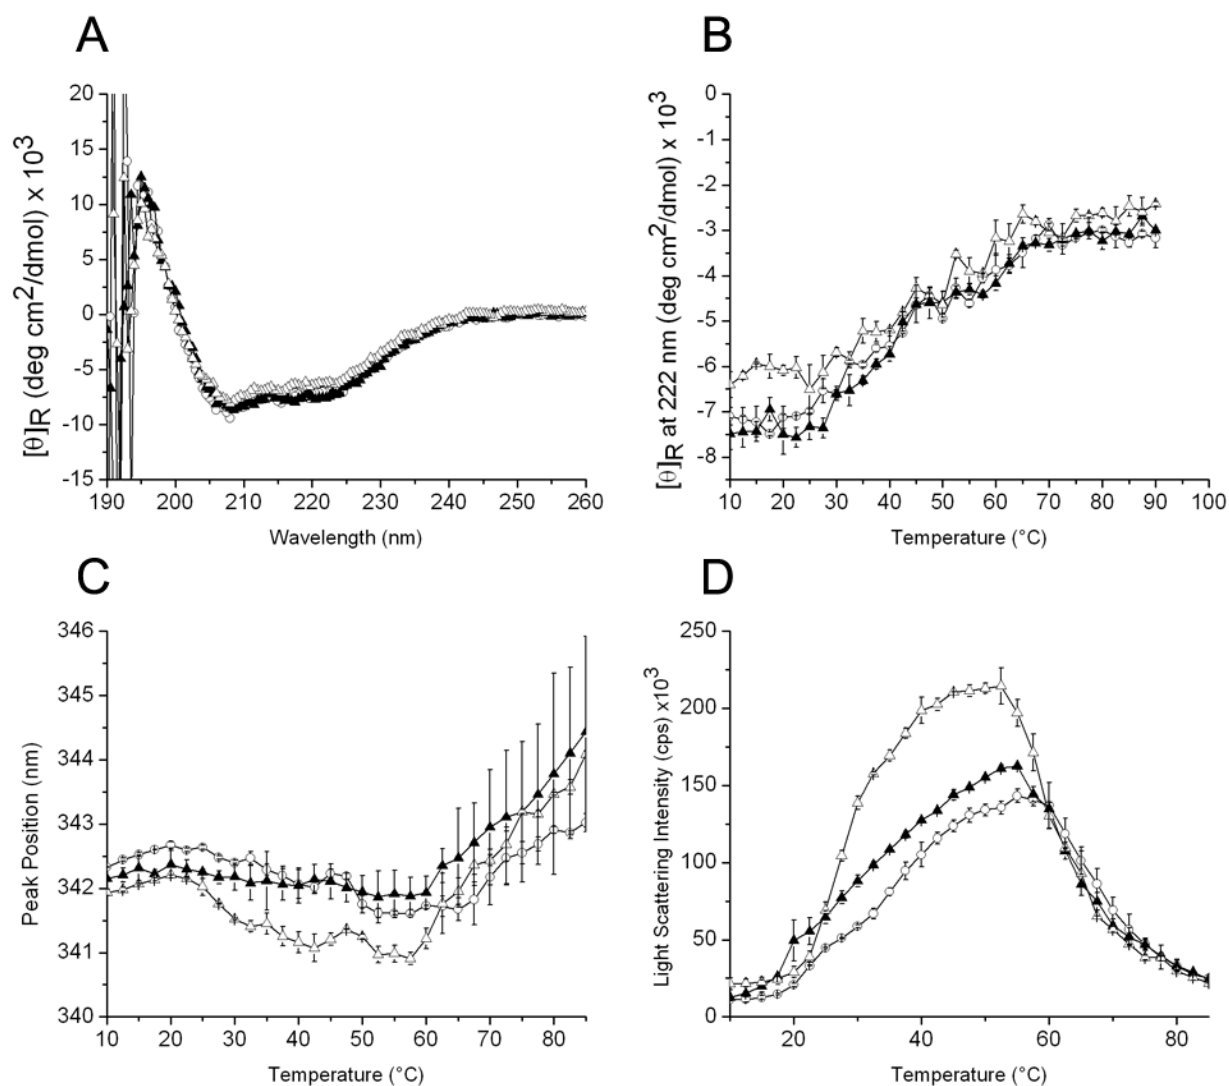 A
[θ]R (deg cm²/dmol) x 10³
20
15
10
5
0
-5
-10
-15
190 200 210 220 230 240 250 260
Wavelength (nm)
B
[θ]R at 222 nm (deg cm²/dmol) x 10³
0
-1
-2
-3
-4
-5
-6
-7
-8
10 20 30 40 50 60 70 80 90 100
Temperature (°C)
C
Peak Position (nm)
346
345
344
343
342
341
340
10 20 30 40 50 60 70 80
Temperature (°C)
D
Light Scattering Intensity (cps) x10³
250
200
150
100
50
0
20 40 60 80
Temperature (°C)